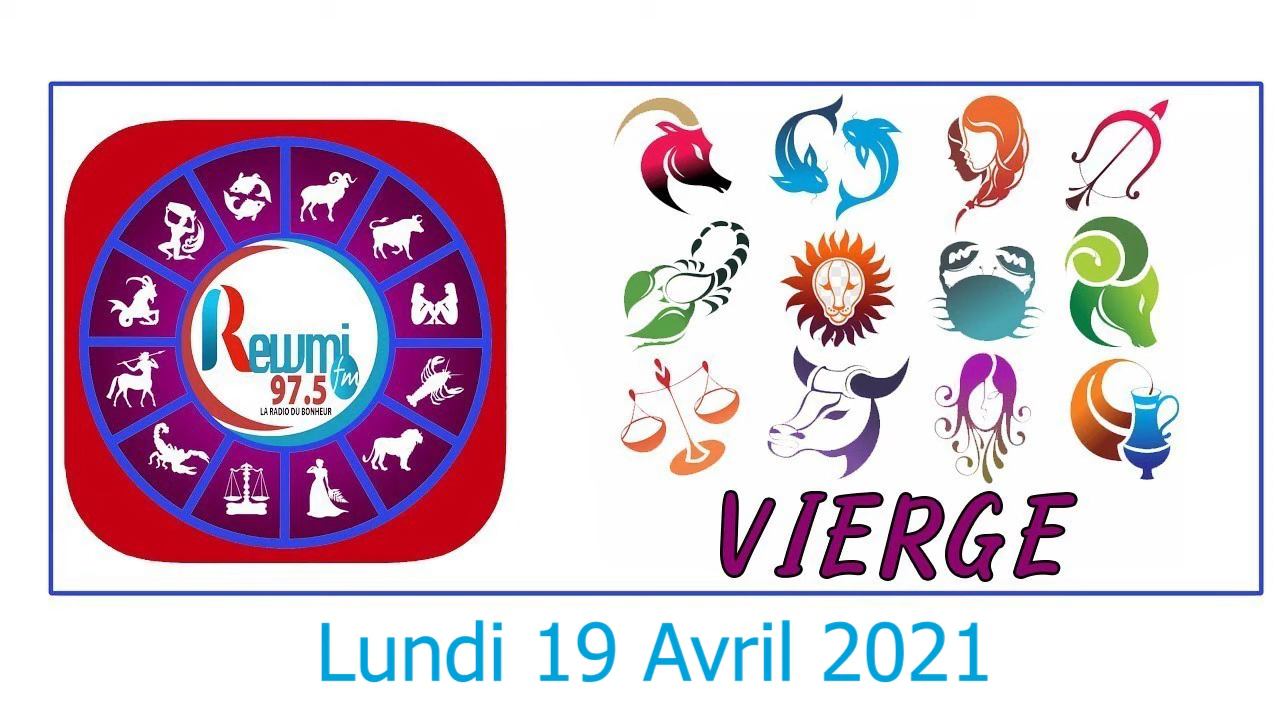 Rewmi
fm
97.5
LA RADIO DU BONHEUR
VIERGE
Lundi 19 Avril 2021